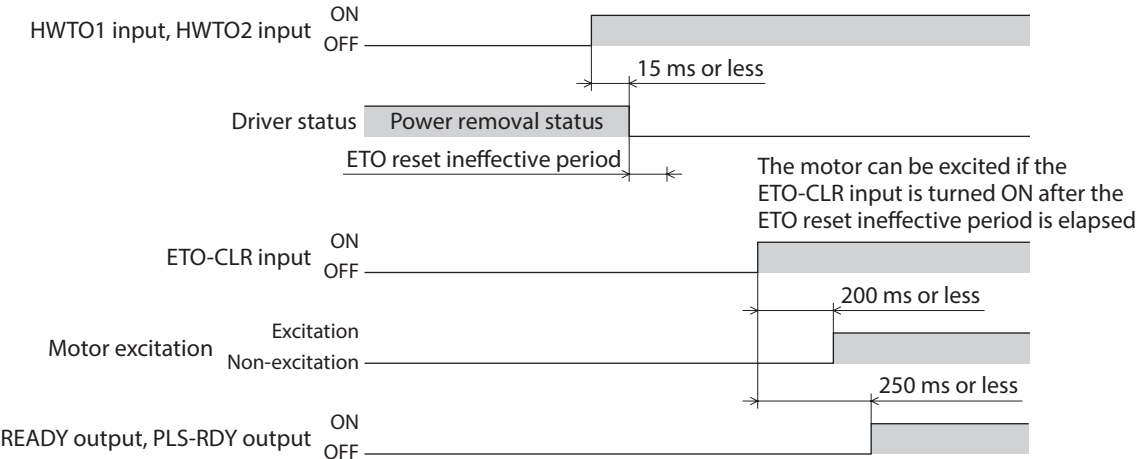 ON
HWTO1 input, HWTO2 input
OFF
15 ms or less
Driver status
Power removal status
ETO reset ineffective period
The motor can be excited if the
ETO-CLR input is turned ON after the
ETO reset ineffective period is elapsed
ON
ETO-CLR input
OFF
200 ms or less
Excitation
Motor excitation
Non-excitation
250 ms or less
ON
READY output, PLS-RDY output
OFF